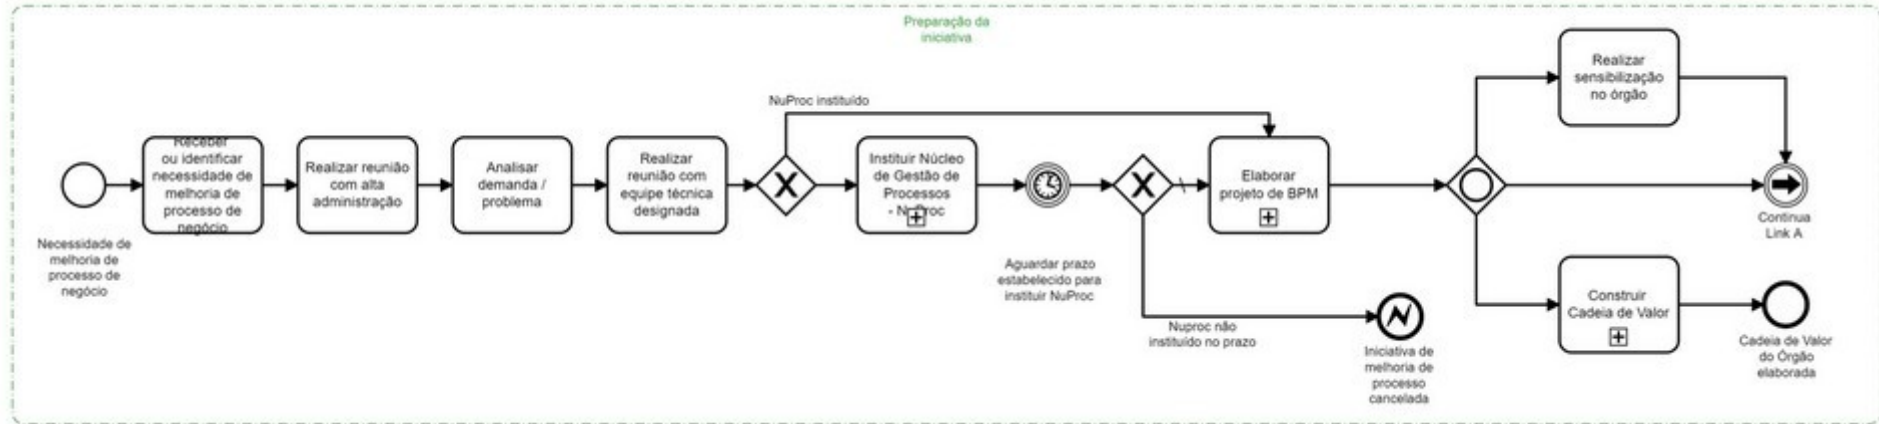 Preparação da
iniciativa
Necessidade de
melhoria de
processo de
negócio
Receber
ou identificar
necessidade de
melhoria de
processo de
negócio
Realizar reunião
com alta
administração
Analisar
demanda /
problema
Realizar
reunião com
equipe técnica
designada
NuProc instituído
Instituir Núcleo
de Gestão de
Processos
- NuProc
Aguardar prazo
estabelecido para
instituir NuProc
Nuproc não
instituído no prazo
Elaborar
projeto de BPM
Iniciativa de
melhoria de
processo
cancelada
Realizar
sensibilização
no órgão
Continua
Link A
Construir
Cadeia de Valor
Cadeia de Valor
do Órgão
elaborada